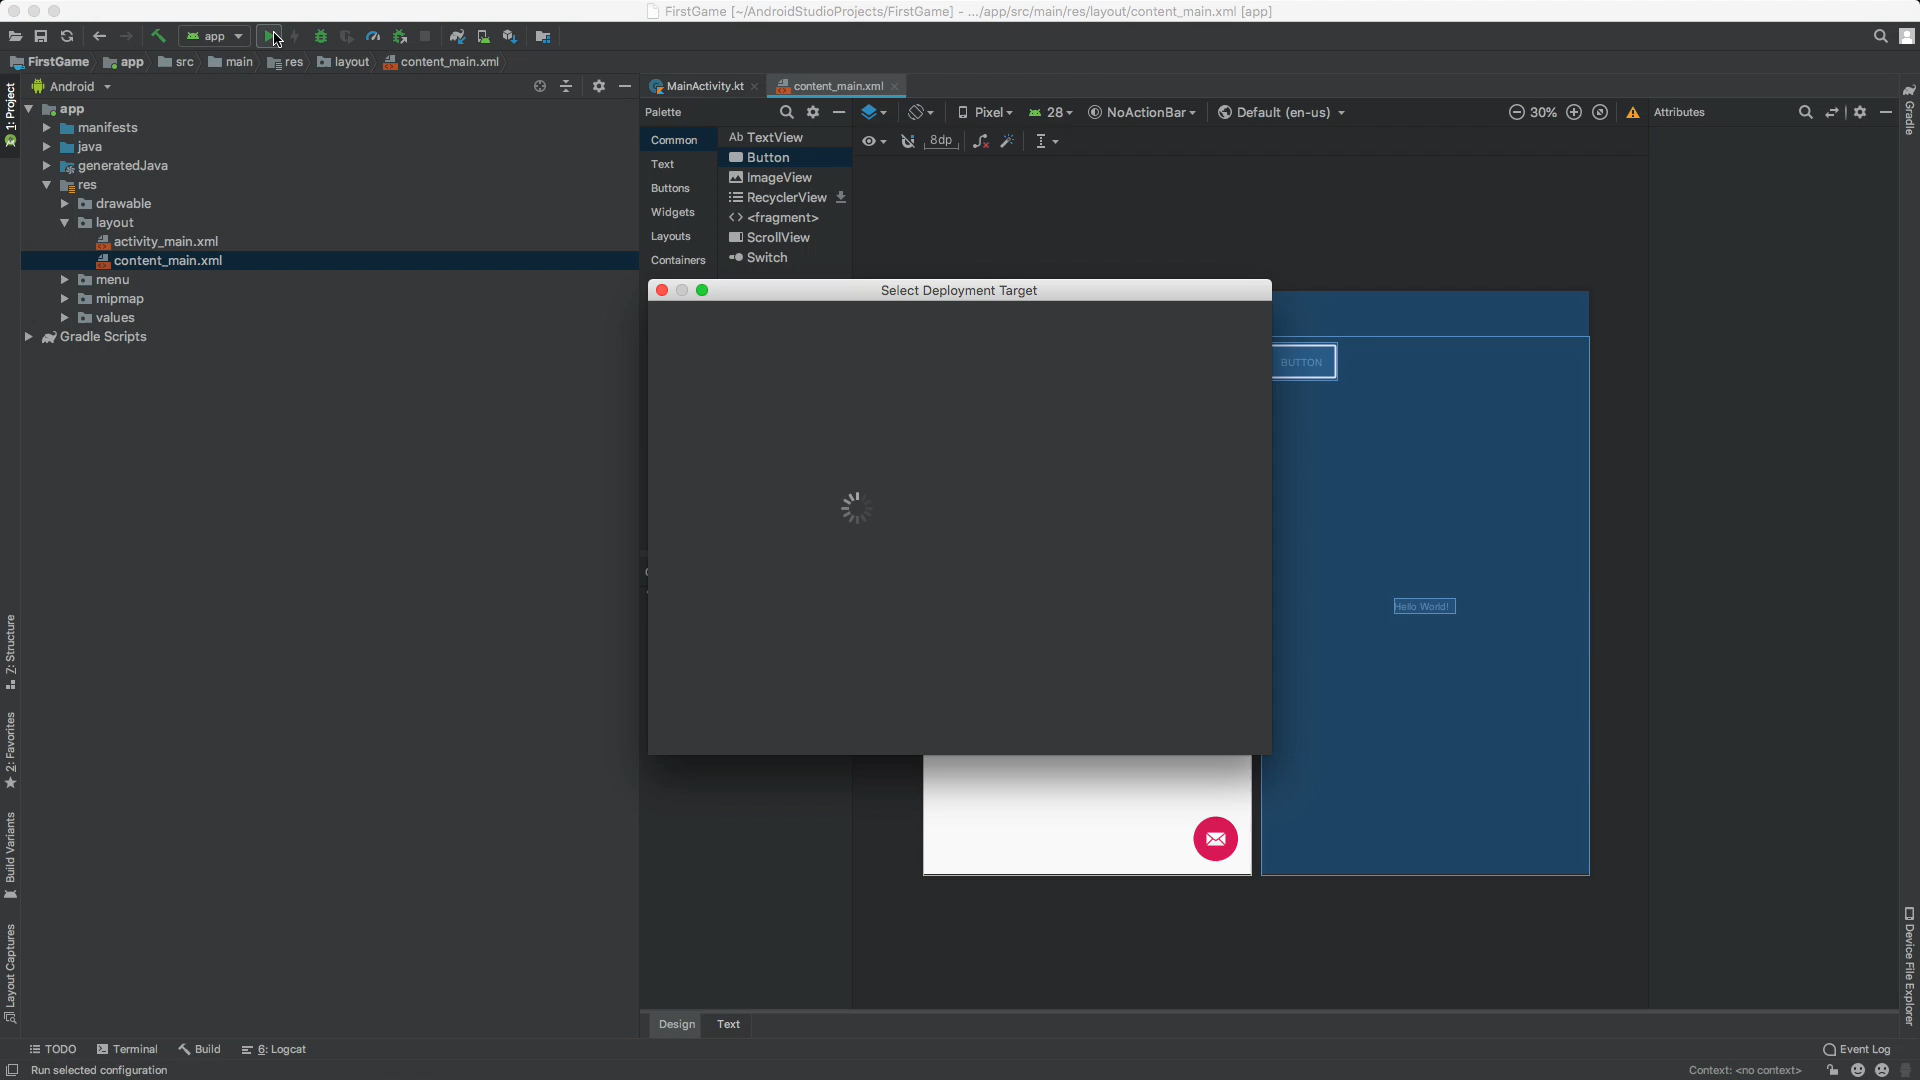 FirstGame [~/AndroidStudioProjects/FirstGame] - .../app/src/main/res/layout/content_main.xml [app]
app
FirstGame app src main res layout content_main.xml
Android
MainActivity.kt content_main.xml
Palette
Pixel 28 NoActionBar Default (en-us) 30%
Attributes
8dp
Common
Text
Buttons
Widgets
Layouts
Containers
Ab TextView
Button
ImageView
RecyclerView
<> <fragment>
ScrollView
Switch
app
manifests
java
generatedJava
res
drawable
layout
activity_main.xml
content_main.xml
menu
mipmap
values
Gradle Scripts
Select Deployment Target
BUTTON
Hello World!
1: Project
Z: Structure
2: Favorites
Build Variants
Layout Captures
Gradle
Device File Explorer
Design Text
TODO Terminal Build 6: Logcat
Event Log
Run selected configuration
Context: <no context>